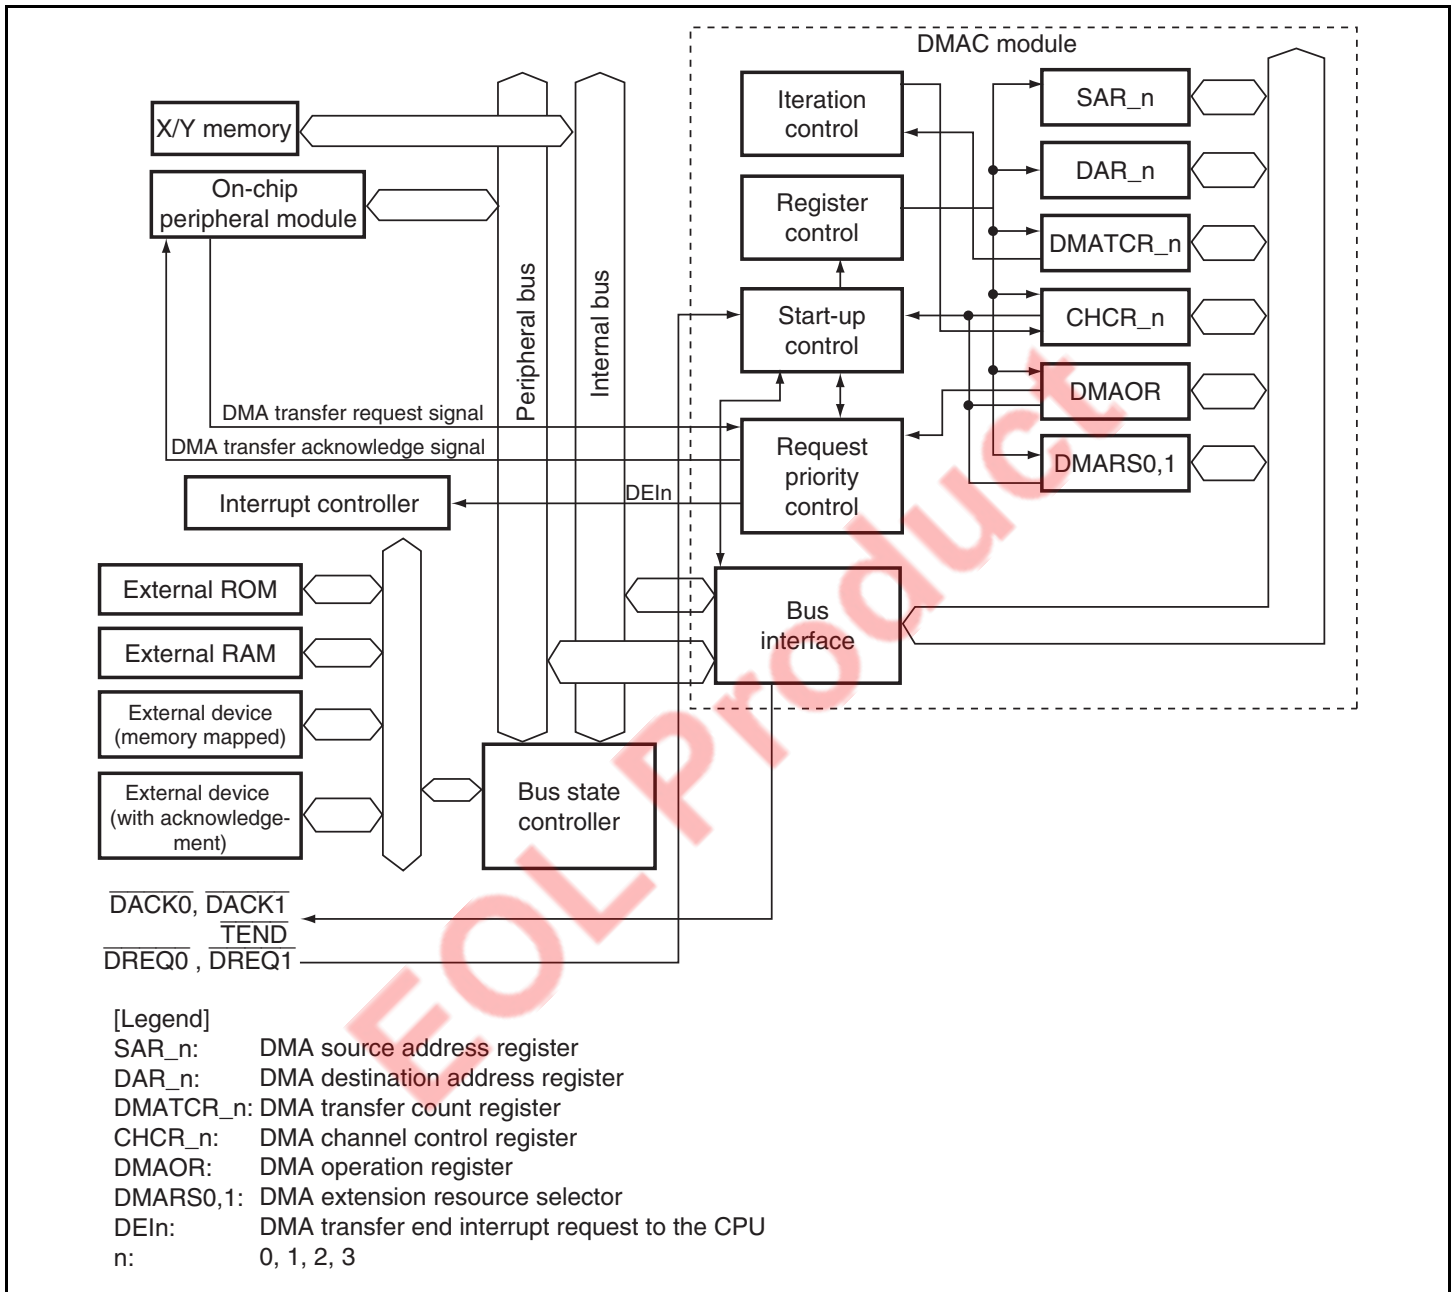 DMAC module
Iteration
control
SAR_n
X/Y memory
DAR_n
On-chip
peripheral module
Register
control
DMATCR_n
Peripheral bus
Internal bus
Start-up
control
CHCR_n
DMAOR
DMA transfer request signal
DMA transfer acknowledge signal
Request
priority
control
DMARS0,1
Interrupt controller
DEIn
External ROM
Bus
interface
External RAM
External device
(memory mapped)
External device
(with acknowledge-
ment)
Bus state
controller
DACK0, DACK1
TEND
DREQ0 , DREQ1
[Legend]
SAR_n: DMA source address register
DAR_n: DMA destination address register
DMATCR_n: DMA transfer count register
CHCR_n: DMA channel control register
DMAOR: DMA operation register
DMARS0,1: DMA extension resource selector
DEIn: DMA transfer end interrupt request to the CPU
n: 0, 1, 2, 3
EOL Product